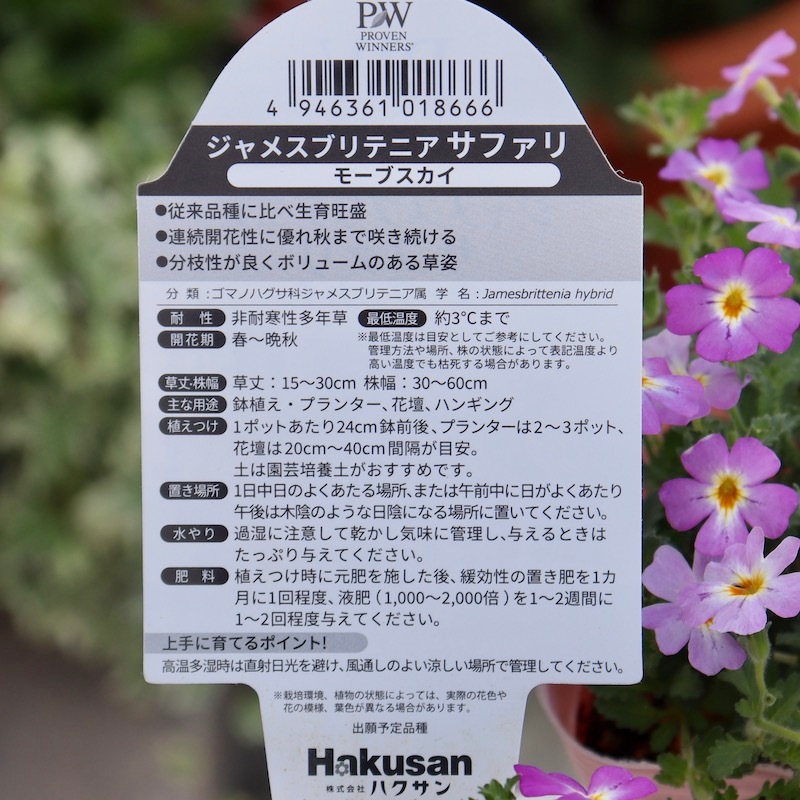 PW
PROVEN
WINNERS®
4 946361 018666
ジャメスブリテニア サファリ
モーブスカイ
●従来品種に比べ生育旺盛
●連続開花性に優れ秋まで咲き続ける
●分枝性が良くボリュームのある草姿
分 類 : ゴマノハグサ科ジャメスブリテニア属 学 名 : Jamesbrittenia hybrid
耐 性 非耐寒性多年草 最低温度 約3℃まで
開花期 春〜晩秋
※最低温度は目安としてご参考にしてください。
管理方法や場所、株の状態によって表記温度より
高い温度でも枯死する場合があります。
草丈・株幅 草丈:15〜30cm 株幅:30〜60cm
主な用途 鉢植え・プランター、花壇、ハンギング
植えつけ 1ポットあたり24cm鉢前後、プランターは2〜3ポット、
花壇は20cm〜40cm間隔が目安。
土は園芸培養土がおすすめです。
置き場所 1日中日のよくあたる場所、または午前中に日がよくあたり
午後は木陰のような日陰になる場所に置いてください。
水やり 過湿に注意して乾かし気味に管理し、与えるときは
たっぷり与えてください。
肥 料 植えつけ時に元肥を施した後、緩効性の置き肥を1カ
月に1回程度、液肥(1,000〜2,000倍)を1〜2週間に
1〜2回程度与えてください。
上手に育てるポイント!
高温多湿時は直射日光を避け、風通しのよい涼しい場所で管理してください。
※栽培環境、植物の状態によっては、実際の花色や
花の模様、葉色が異なる場合があります。
出願予定品種
Hakusan
株式会社 ハクサン